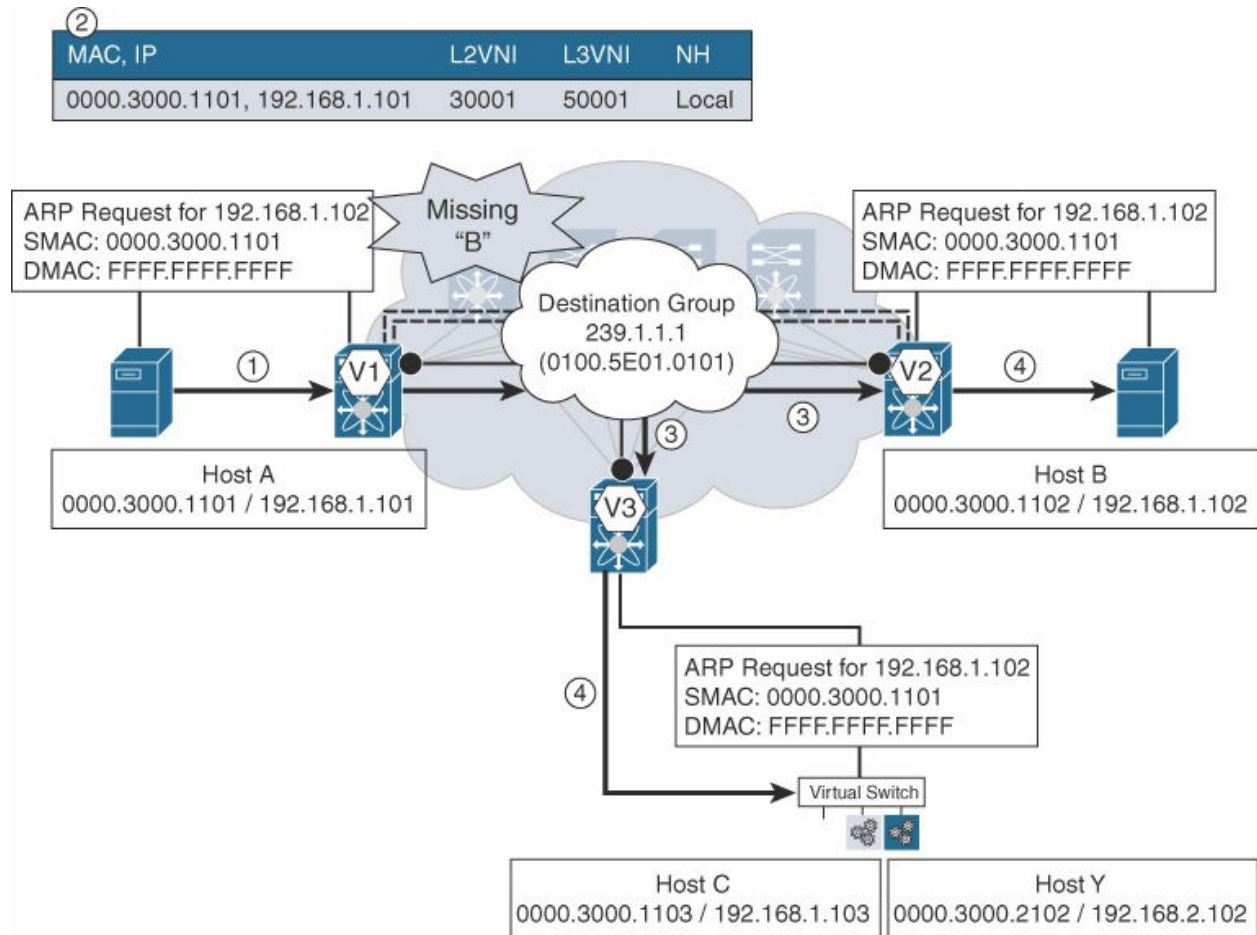 2
MAC, IP L2VNI L3VNI NH
0000.3000.1101, 192.168.1.101 30001 50001 Local
ARP Request for 192.168.1.102
SMAC: 0000.3000.1101
DMAC: FFFF.FFFF.FFFF
Missing
"B"
ARP Request for 192.168.1.102
SMAC: 0000.3000.1101
DMAC: FFFF.FFFF.FFFF
Destination Group
239.1.1.1
(0100.5E01.0101)
1
V1
V2
4
3
3
Host A
0000.3000.1101 / 192.168.1.101
Host B
0000.3000.1102 / 192.168.1.102
V3
4
ARP Request for 192.168.1.102
SMAC: 0000.3000.1101
DMAC: FFFF.FFFF.FFFF
Virtual Switch
Host C
0000.3000.1103 / 192.168.1.103
Host Y
0000.3000.2102 / 192.168.2.102